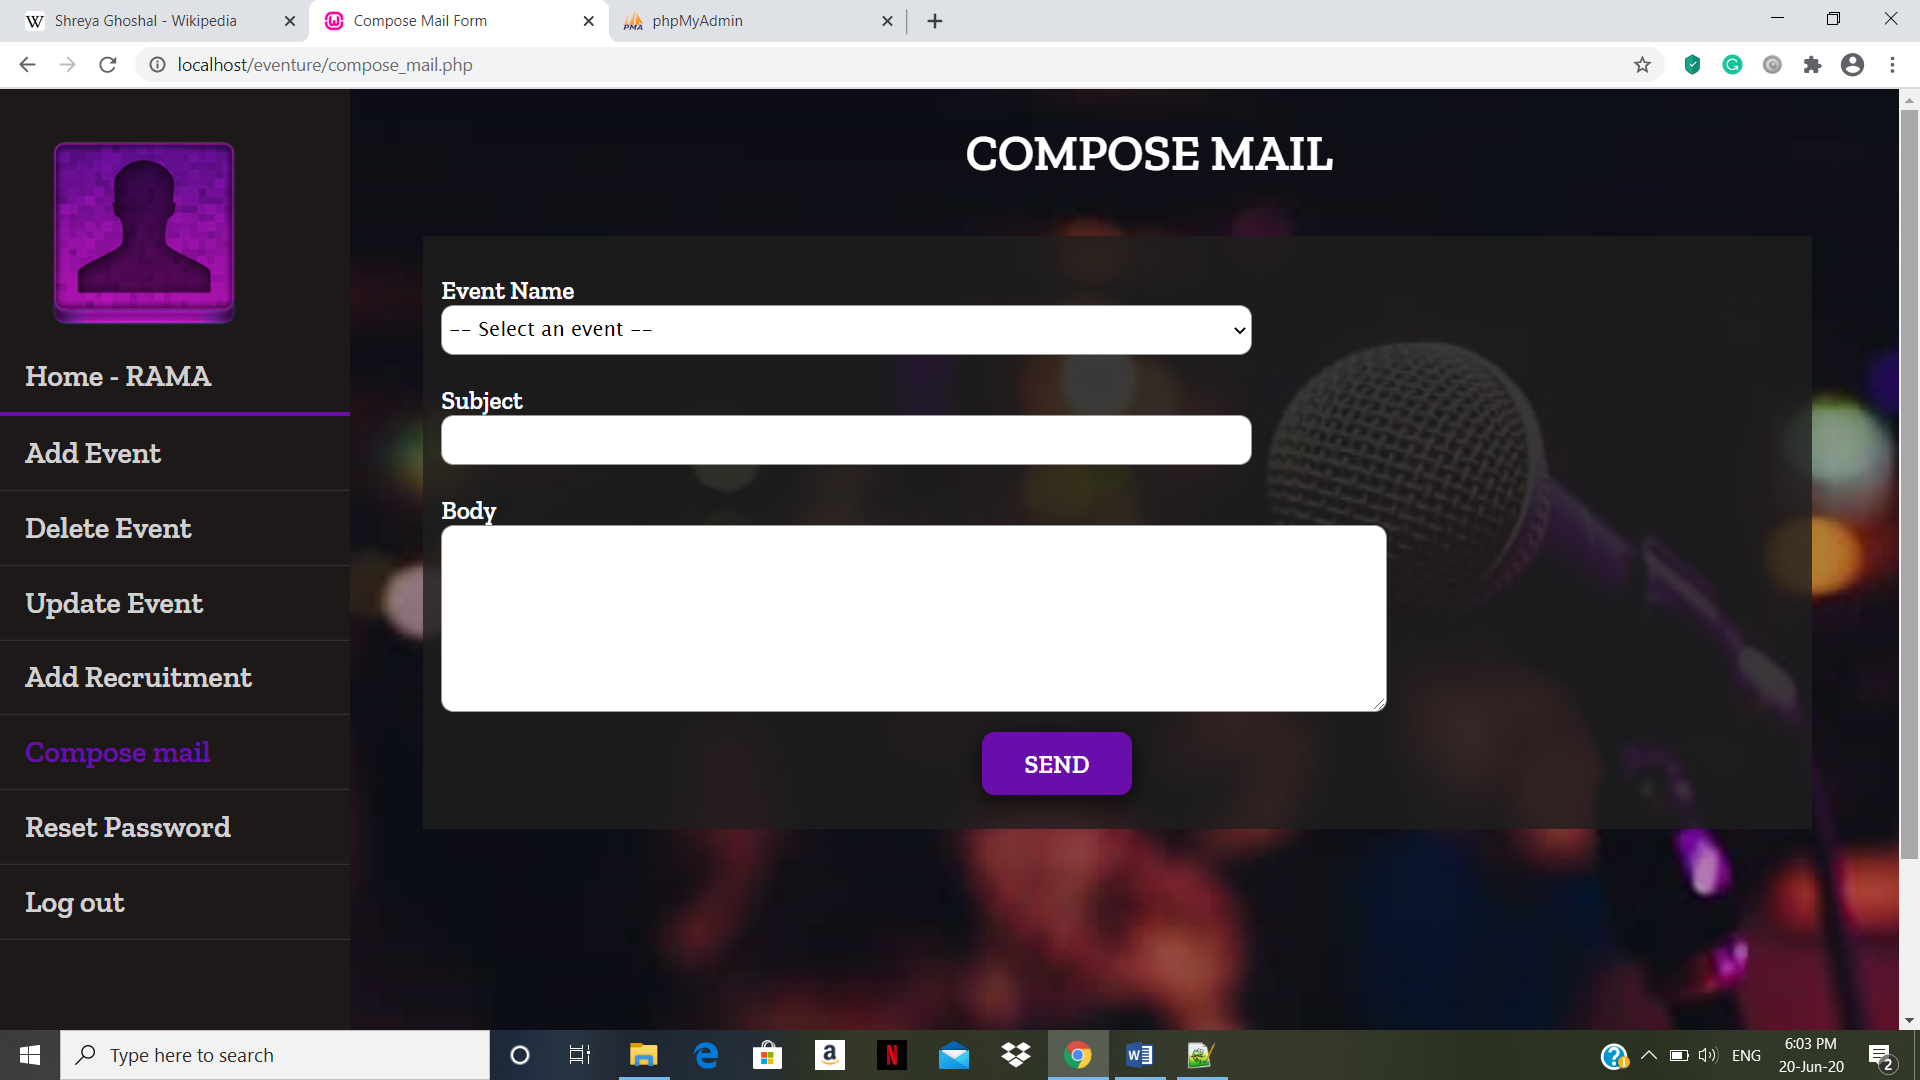 Shreya Ghoshal - Wikipedia
Compose Mail Form
phpMyAdmin
localhost/eventure/compose_mail.php
COMPOSE MAIL
Home - RAMA
Add Event
Delete Event
Update Event
Add Recruitment
Compose mail
Reset Password
Log out
Event Name
-- Select an event --
Subject
Body
SEND
Type here to search
ENG
6:03 PM
20-Jun-20
2